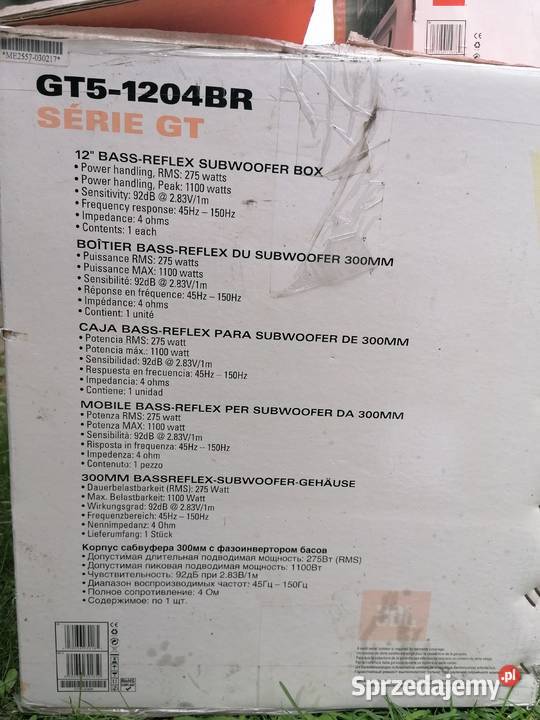 *ME2557-030217*
GT5-1204BR
SÉRIE GT
12" BASS-REFLEX SUBWOOFER BOX
• Power handling, RMS: 275 watts
• Power handling, Peak: 1100 watts
• Sensitivity: 92dB @ 2.83V/1m
• Frequency response: 45Hz – 150Hz
• Impedance: 4 ohms
• Contents: 1 each
BOÎTIER BASS-REFLEX DU SUBWOOFER 300MM
• Puissance RMS: 275 watts
• Puissance MAX: 1100 watts
• Sensibilité: 92dB @ 2.83V/1m
• Réponse en fréquence: 45Hz – 150Hz
• Impédance: 4 ohms
• Contient: 1 unité
CAJA BASS-REFLEX PARA SUBWOOFER DE 300MM
• Potencia RMS: 275 watt
• Potencia máx.: 1100 watt
• Sensibilidad: 92dB @ 2.83V/1m
• Respuesta en frecuencia: 45Hz – 150Hz
• Impedancia: 4 ohms
• Contiene: 1 unidad
MOBILE BASS-REFLEX PER SUBWOOFER DA 300MM
• Potenza RMS: 275 watt
• Potenza MAX: 1100 watt
• Sensibilità: 92dB @ 2.83V/1m
• Risposta in frequenza: 45Hz – 150Hz
• Impedenza: 4 ohm
• Contenuto: 1 pezzo
300MM BASSREFLEX-SUBWOOFER-GEHÄUSE
• Dauerbelastbarkeit (RMS): 275 Watt
• Max. Belastbarkeit: 1100 Watt
• Wirkungsgrad: 92dB @ 2.83V/1m
• Frequenzbereich: 45Hz – 150Hz
• Nennimpedanz: 4 Ohm
• Lieferumfang: 1 Stück
Корпус сабвуфера 300мм с фазоинвертором басов
• Допустимая длительная подводимая мощность: 275Вт (RMS)
• Допустимая пиковая подводимая мощность: 1100Вт
• Чувствительность: 92дБ при 2.83В/1м
• Диапазон воспроизводимых частот: 45Гц – 150Гц
• Полное сопротивление: 4 Ом
• Содержимое: по 1 шт.
Sprzedajemy.pl